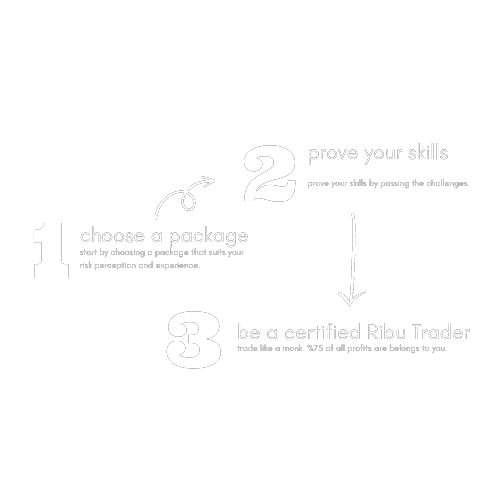 1
choose a package
start by choosing a package that suits your
risk perception and experience.
2
prove your skills
prove your skills by passing the challenges.
3
be a certified Ribu Trader
trade like a monk. %75 of all profits are belongs to you.